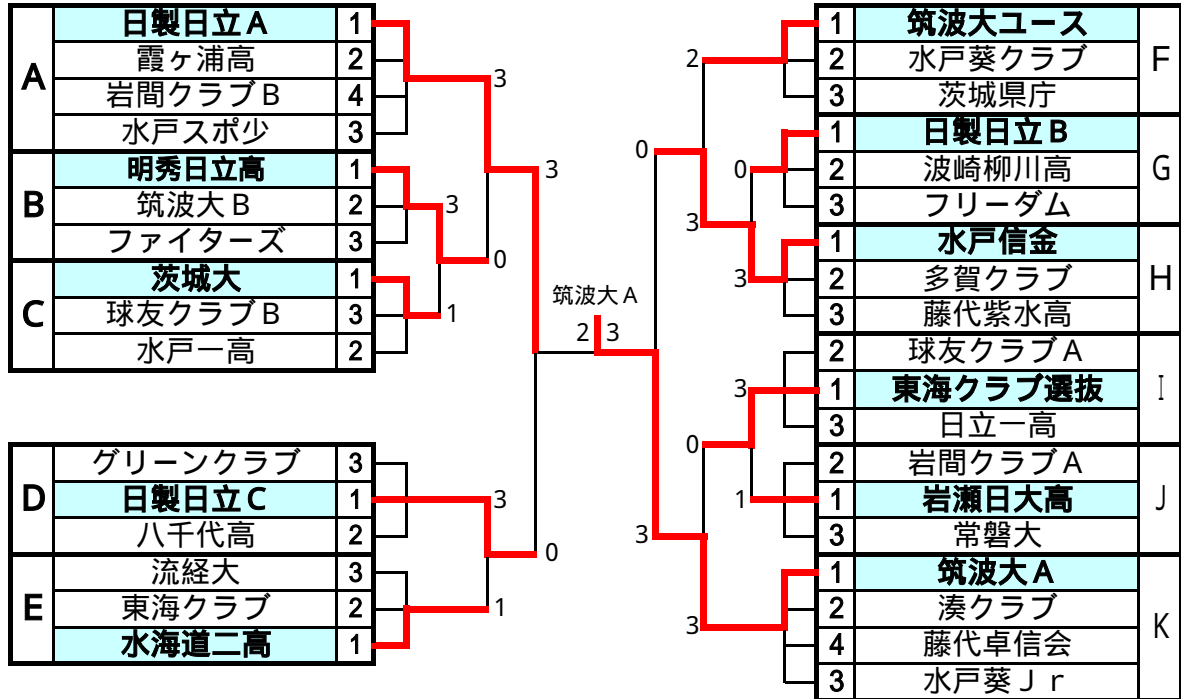 A
日製日立A 1
霞ヶ浦高 2
岩間クラブB 4
水戸スポ少 3
B
明秀日立高 1
筑波大B 2
ファイターズ 3
C
茨城大 1
球友クラブB 3
水戸一高 2
D
グリーンクラブ 3
日製日立C 1
八千代高 2
E
流経大 3
東海クラブ 2
水海道二高 1
3
3
3
0
1
3
0
1
筑波大A
2 3
2
0
0
3
3
3
0
1
3
3
F
1 筑波大ユース
2 水戸葵クラブ
3 茨城県庁
G
1 日製日立B
2 波崎柳川高
3 フリーダム
H
1 水戸信金
2 多賀クラブ
3 藤代紫水高
I
2 球友クラブA
1 東海クラブ選抜
3 日立一高
J
2 岩間クラブA
1 岩瀬日大高
3 常磐大
K
1 筑波大A
2 湊クラブ
4 藤代卓信会
3 水戸葵Jr